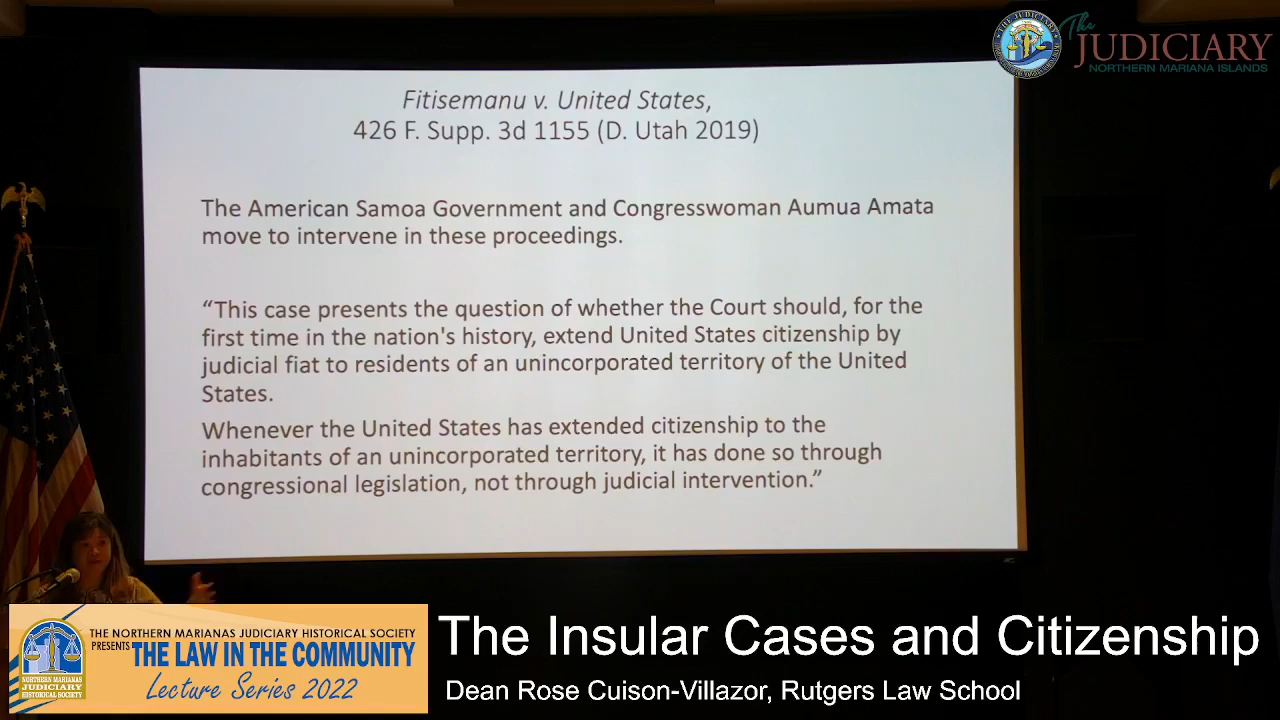 The
JUDICIARY
NORTHERN MARIANA ISLANDS
Fitisemanu v. United States,
426 F. Supp. 3d 1155 (D. Utah 2019)
The American Samoa Government and Congresswoman Aumua Amata
move to intervene in these proceedings.
“This case presents the question of whether the Court should, for the
first time in the nation's history, extend United States citizenship by
judicial fiat to residents of an unincorporated territory of the United
States.
Whenever the United States has extended citizenship to the
inhabitants of an unincorporated territory, it has done so through
congressional legislation, not through judicial intervention.”
THE NORTHERN MARIANAS JUDICIARY HISTORICAL SOCIETY
PRESENTS THE LAW IN THE COMMUNITY
Lecture Series 2022
NORTHERN MARIANAS
JUDICIARY
HISTORICAL SOCIETY
The Insular Cases and Citizenship
Dean Rose Cuison-Villazor, Rutgers Law School